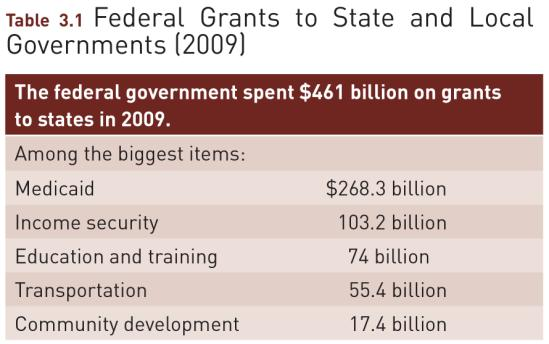 Table 3.1 Federal Grants to State and Local
Governments (2009)
The federal government spent $461 billion on grants
to states in 2009.
Among the biggest items:
Medicaid $268.3 billion
Income security 103.2 billion
Education and training 74 billion
Transportation 55.4 billion
Community development 17.4 billion